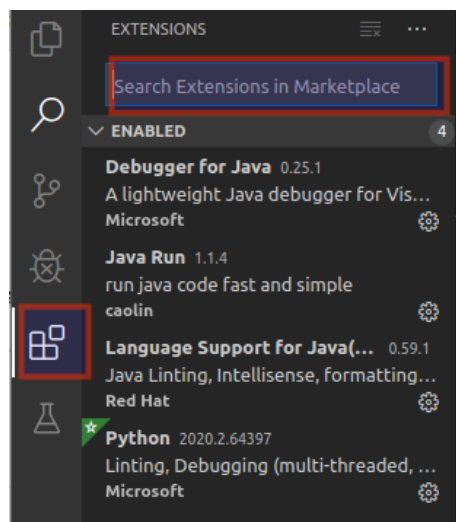 EXTENSIONS
Search Extensions in Marketplace
ENABLED 4
Debugger for Java 0.25.1
A lightweight Java debugger for Vis...
Microsoft
Java Run 1.1.4
run java code fast and simple
caolin
Language Support for Java(... 0.59.1
Java Linting, Intellisense, formatting...
Red Hat
Python 2020.2.64397
Linting, Debugging (multi-threaded, ...
Microsoft